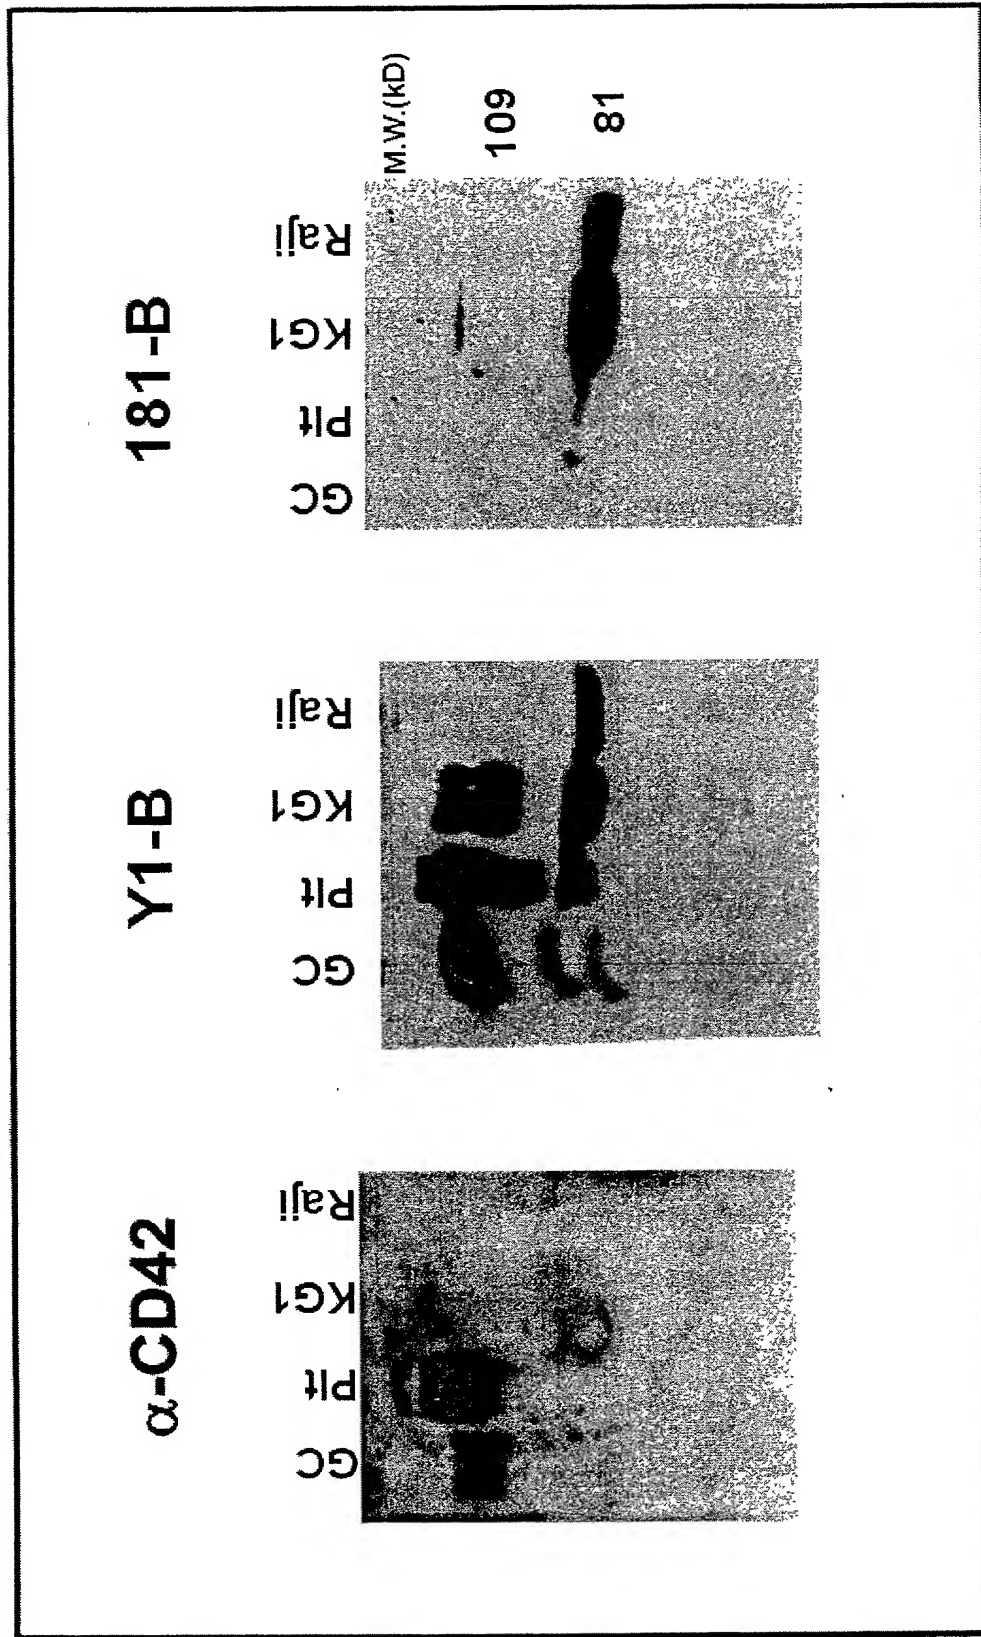 α-CD42
Y1-B
181-B
GC
Plt
KG1
Raji
GC
Plt
KG1
Raji
GC
Plt
KG1
Raji
M.W.(kD)
109
81